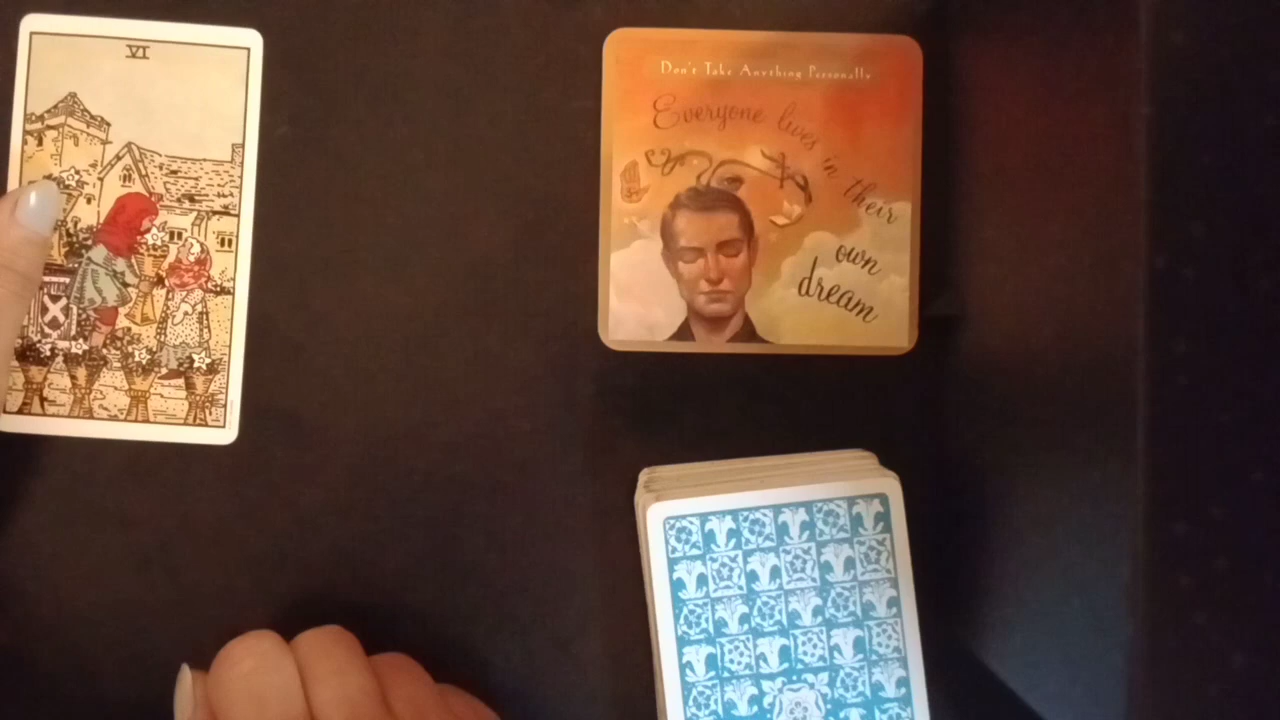 VI
Don't Take Anything Personally
Everyone lives in their
own
dream